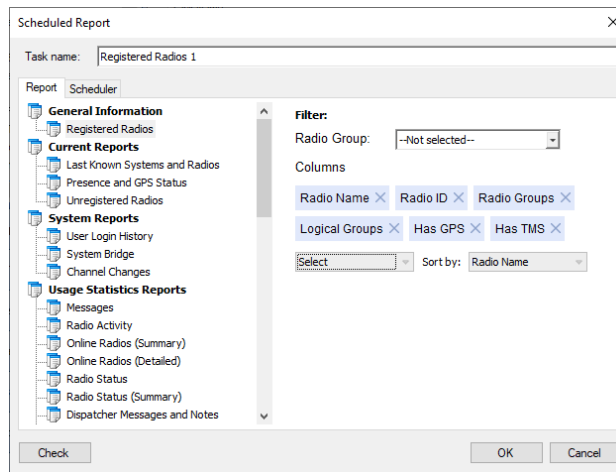 Scheduled Report
Task name: Registered Radios 1
Report Scheduler
General Information
Registered Radios
Current Reports
Last Known Systems and Radios
Presence and GPS Status
Unregistered Radios
System Reports
User Login History
System Bridge
Channel Changes
Usage Statistics Reports
Messages
Radio Activity
Online Radios (Summary)
Online Radios (Detailed)
Radio Status
Radio Status (Summary)
Dispatcher Messages and Notes
Filter:
Radio Group: --Not selected--
Columns
Radio Name Radio ID Radio Groups
Logical Groups Has GPS Has TMS
Select Sort by: Radio Name
Check OK Cancel